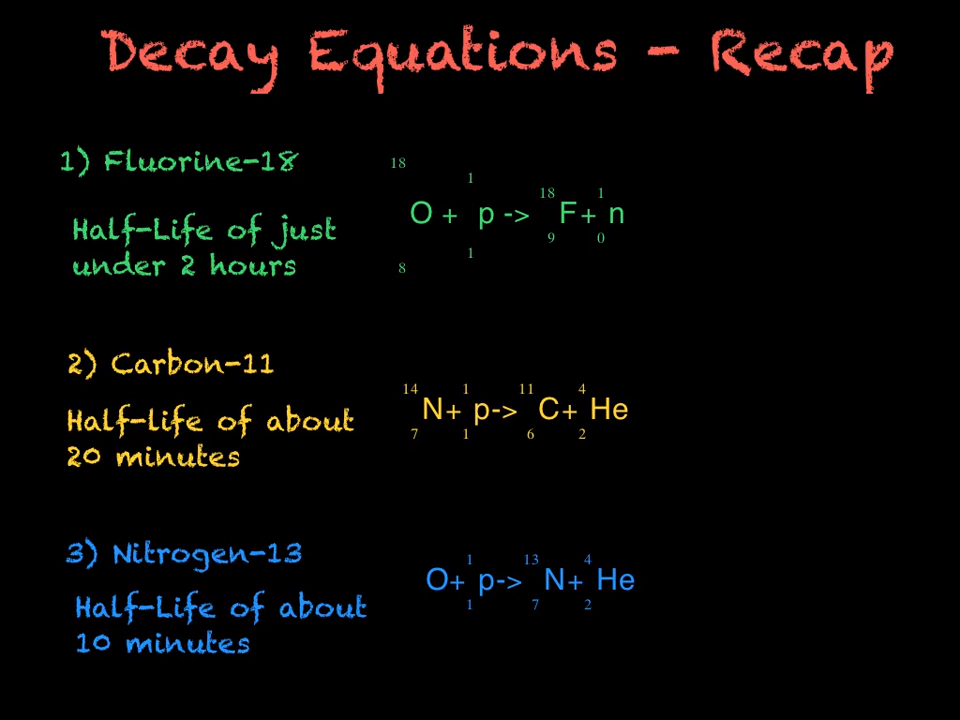 Decay Equations - Recap
1) Fluorine-18
Half-Life of just
under 2 hours
18 8 O + 1 1 p -> 18 9 F + 1 0 n
2) Carbon-11
Half-life of about
20 minutes
14 7 N + 1 1 p -> 11 6 C + 4 2 He
3) Nitrogen-13
Half-Life of about
10 minutes
O + 1 1 p -> 13 7 N + 4 2 He